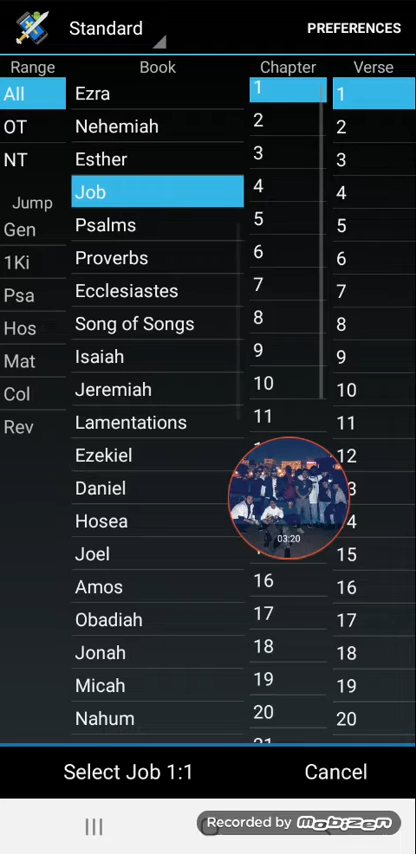 Standard
PREFERENCES
Range Book Chapter Verse
All
OT
NT
Jump
Gen
1Ki
Psa
Hos
Mat
Col
Rev
Ezra
Nehemiah
Esther
Job
Psalms
Proverbs
Ecclesiastes
Song of Songs
Isaiah
Jeremiah
Lamentations
Ezekiel
Daniel
Hosea
Joel
Amos
Obadiah
Jonah
Micah
Nahum
1
2
3
4
5
6
7
8
9
10
11
16
17
18
19
20
1
2
3
4
5
6
7
8
9
10
11
12
15
16
17
18
19
20
03:20
Select Job 1:1
Cancel
Recorded by mobizen